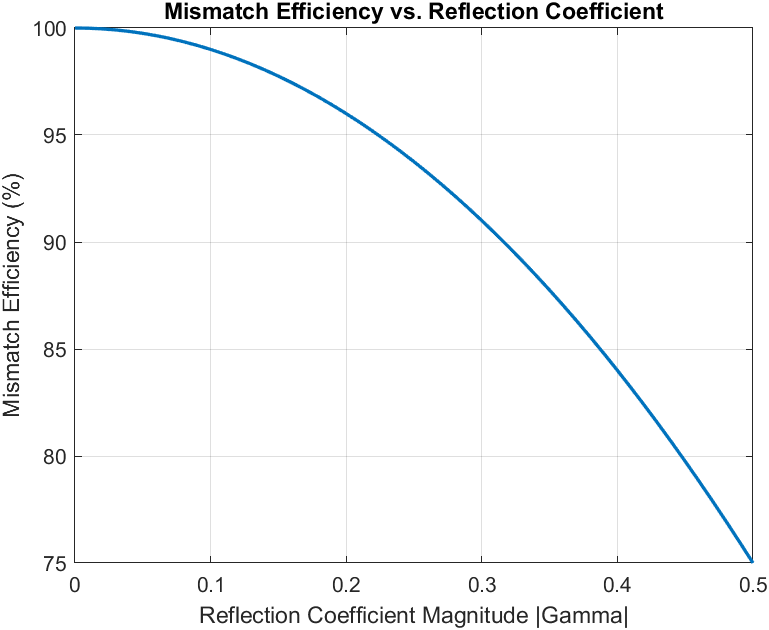 Mismatch Efficiency vs. Reflection Coefficient
Mismatch Efficiency (%)
100
95
90
85
80
75
0 0.1 0.2 0.3 0.4 0.5
Reflection Coefficient Magnitude |Gamma|